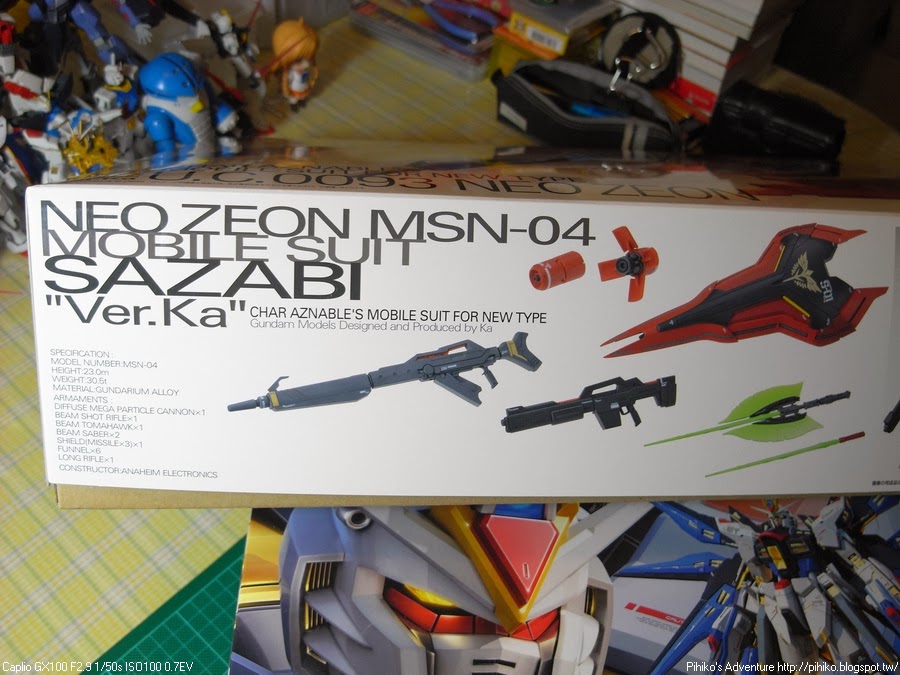 U.C.0093 NEO ZEON
NEO ZEON MSN-04
MOBILE SUIT
SAZABI
"Ver.Ka"
CHAR AZNABLE'S MOBILE SUIT FOR NEW TYPE
Gundam Models Designed and Produced by Ka
SPECIFICATION
MODEL NUMBER:MSN-04
HEIGHT:23.0m
WEIGHT:30.5t
MATERIAL:GUNDARIUM ALLOY
ARMAMENTS
DIFFUSE MEGA PARTICLE CANNON×1
BEAM SHOT RIFLE×1
BEAM TOMAHAWK×1
BEAM SABER×2
SHIELD(MISSILE×3)×1
FUNNEL×6
LONG RIFLE×1
CONSTRUCTOR:ANAHEIM ELECTRONICS
Caplio GX100 F2.9 1/50s ISO100 0.7EV
Pihiko's Adventure http://pihiko.blogspot.tw/